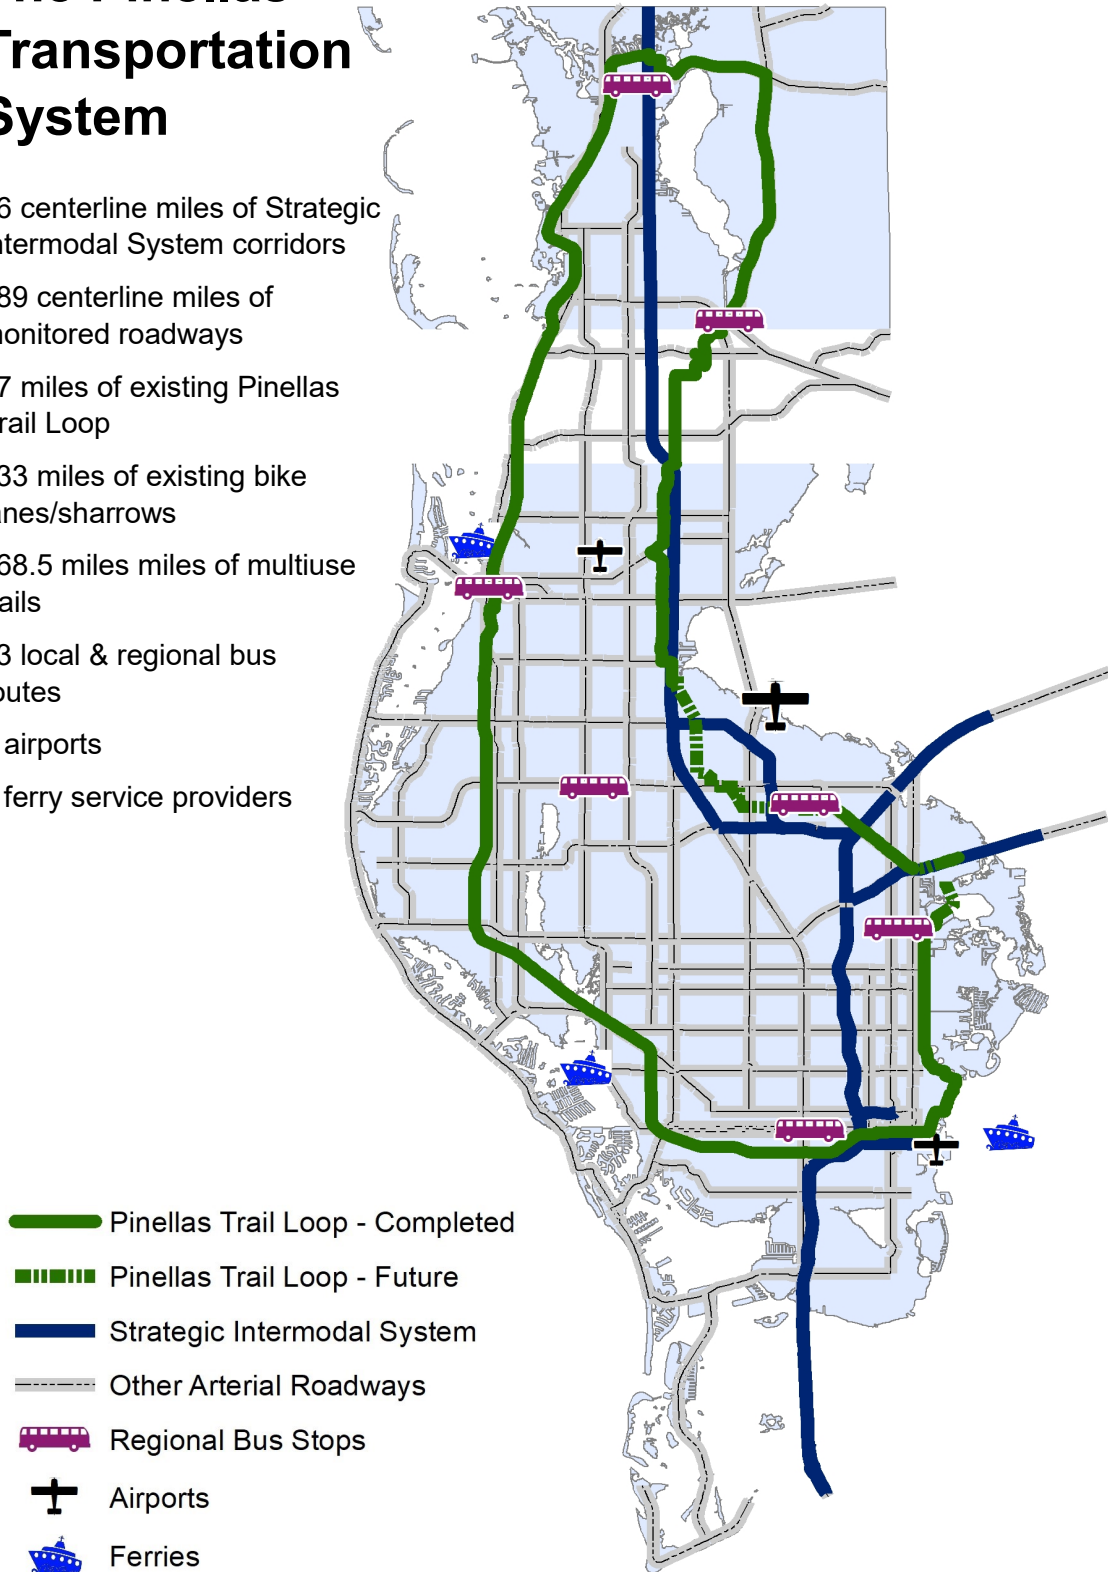 Transportation
System
6 centerline miles of Strategic
ntermodal System corridors
89 centerline miles of
monitored roadways
7 miles of existing Pinellas
rail Loop
33 miles of existing bike
anes/sharrows
68.5 miles miles of multiuse
ails
3 local & regional bus
outes
airports
ferry service providers
Pinellas Trail Loop - Completed
Pinellas Trail Loop - Future
Strategic Intermodal System
Other Arterial Roadways
Regional Bus Stops
Airports
Ferries